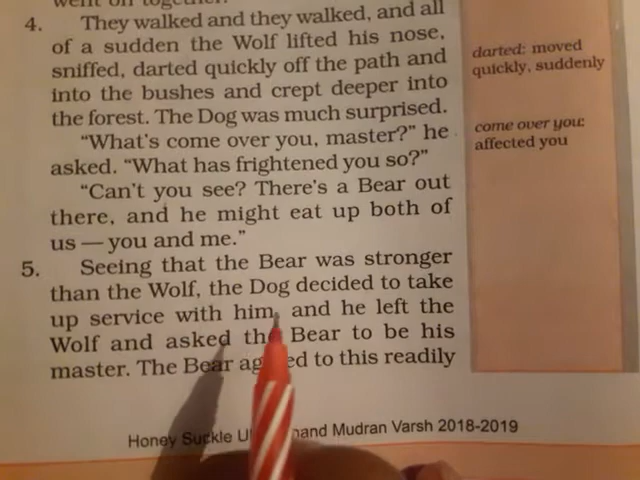 went on together.
4. They walked and they walked, and all
of a sudden the Wolf lifted his nose,
sniffed, darted quickly off the path and
into the bushes and crept deeper into
the forest. The Dog was much surprised.
“What’s come over you, master?” he
asked. “What has frightened you so?”
“Can’t you see? There’s a Bear out
there, and he might eat up both of
us — you and me.”
5. Seeing that the Bear was stronger
than the Wolf, the Dog decided to take
up service with him, and he left the
Wolf and asked the Bear to be his
master. The Bear ag ed to this readily
darted: moved
quickly, suddenly
come over you:
affected you
Honey Suckle and Mudran Varsh 2018-2019